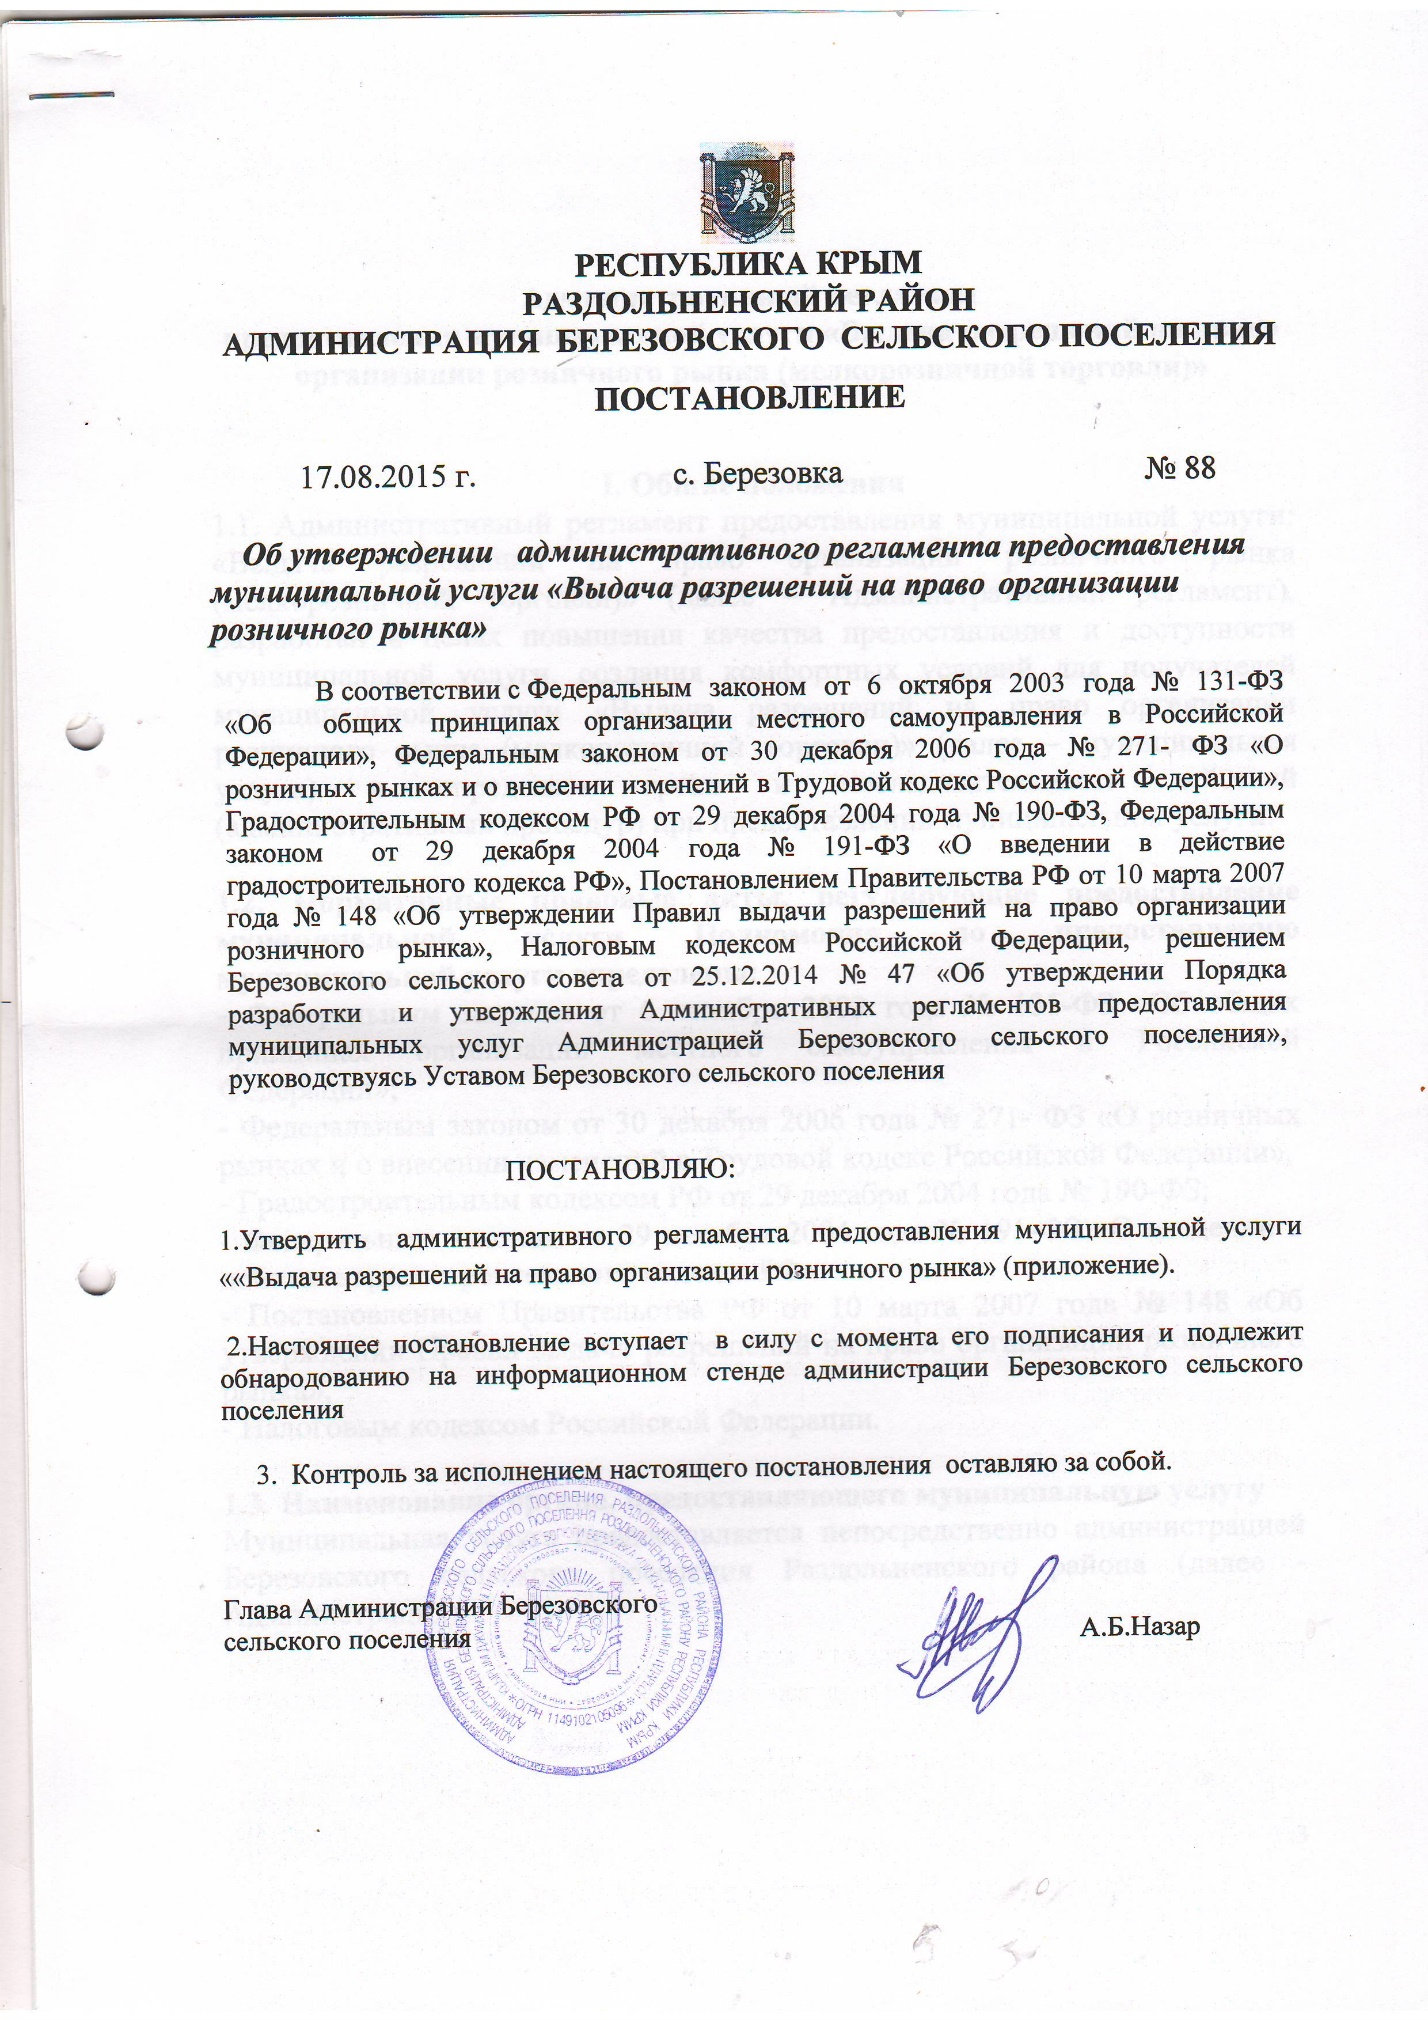 РЕСПУБЛИКА КРЫМ
РАЗДОЛЬНЕНСКИЙ РАЙОН
АДМИНИСТРАЦИЯ БЕРЕЗОВСКОГО СЕЛЬСКОГО ПОСЕЛЕНИЯ
ПОСТАНОВЛЕНИЕ
17.08.2015 г. с. Березовка № 88
Об утверждении административного регламента предоставления
муниципальной услуги «Выдача разрешений на право организации
розничного рынка»
В соответствии с Федеральным законом от 6 октября 2003 года № 131-ФЗ
«Об общих принципах организации местного самоуправления в Российской
Федерации», Федеральным законом от 30 декабря 2006 года № 271- ФЗ «О
розничных рынках и о внесении изменений в Трудовой кодекс Российской Федерации»,
Градостроительным кодексом РФ от 29 декабря 2004 года № 190-ФЗ, Федеральным
законом от 29 декабря 2004 года № 191-ФЗ «О введении в действие
градостроительного кодекса РФ», Постановлением Правительства РФ от 10 марта 2007
года № 148 «Об утверждении Правил выдачи разрешений на право организации
розничного рынка», Налоговым кодексом Российской Федерации, решением
Березовского сельского совета от 25.12.2014 № 47 «Об утверждении Порядка
разработки и утверждения Административных регламентов предоставления
муниципальных услуг Администрацией Березовского сельского поселения»,
руководствуясь Уставом Березовского сельского поселения
ПОСТАНОВЛЯЮ:
1.Утвердить административного регламента предоставления муниципальной услуги
««Выдача разрешений на право организации розничного рынка» (приложение).
2.Настоящее постановление вступает в силу с момента его подписания и подлежит
обнародованию на информационном стенде администрации Березовского сельского
поселения
3. Контроль за исполнением настоящего постановления оставляю за собой.
Глава Администрации Березовского
сельского поселения А.Б.Назар
АДМИНИСТРАЦИЯ БЕРЕЗОВСКОГО СЕЛЬСКОГО ПОСЕЛЕНИЯ РАЗДОЛЬНЕНСКОГО РАЙОНА РЕСПУБЛИКИ КРЫМ
ОГРН 1149102105096